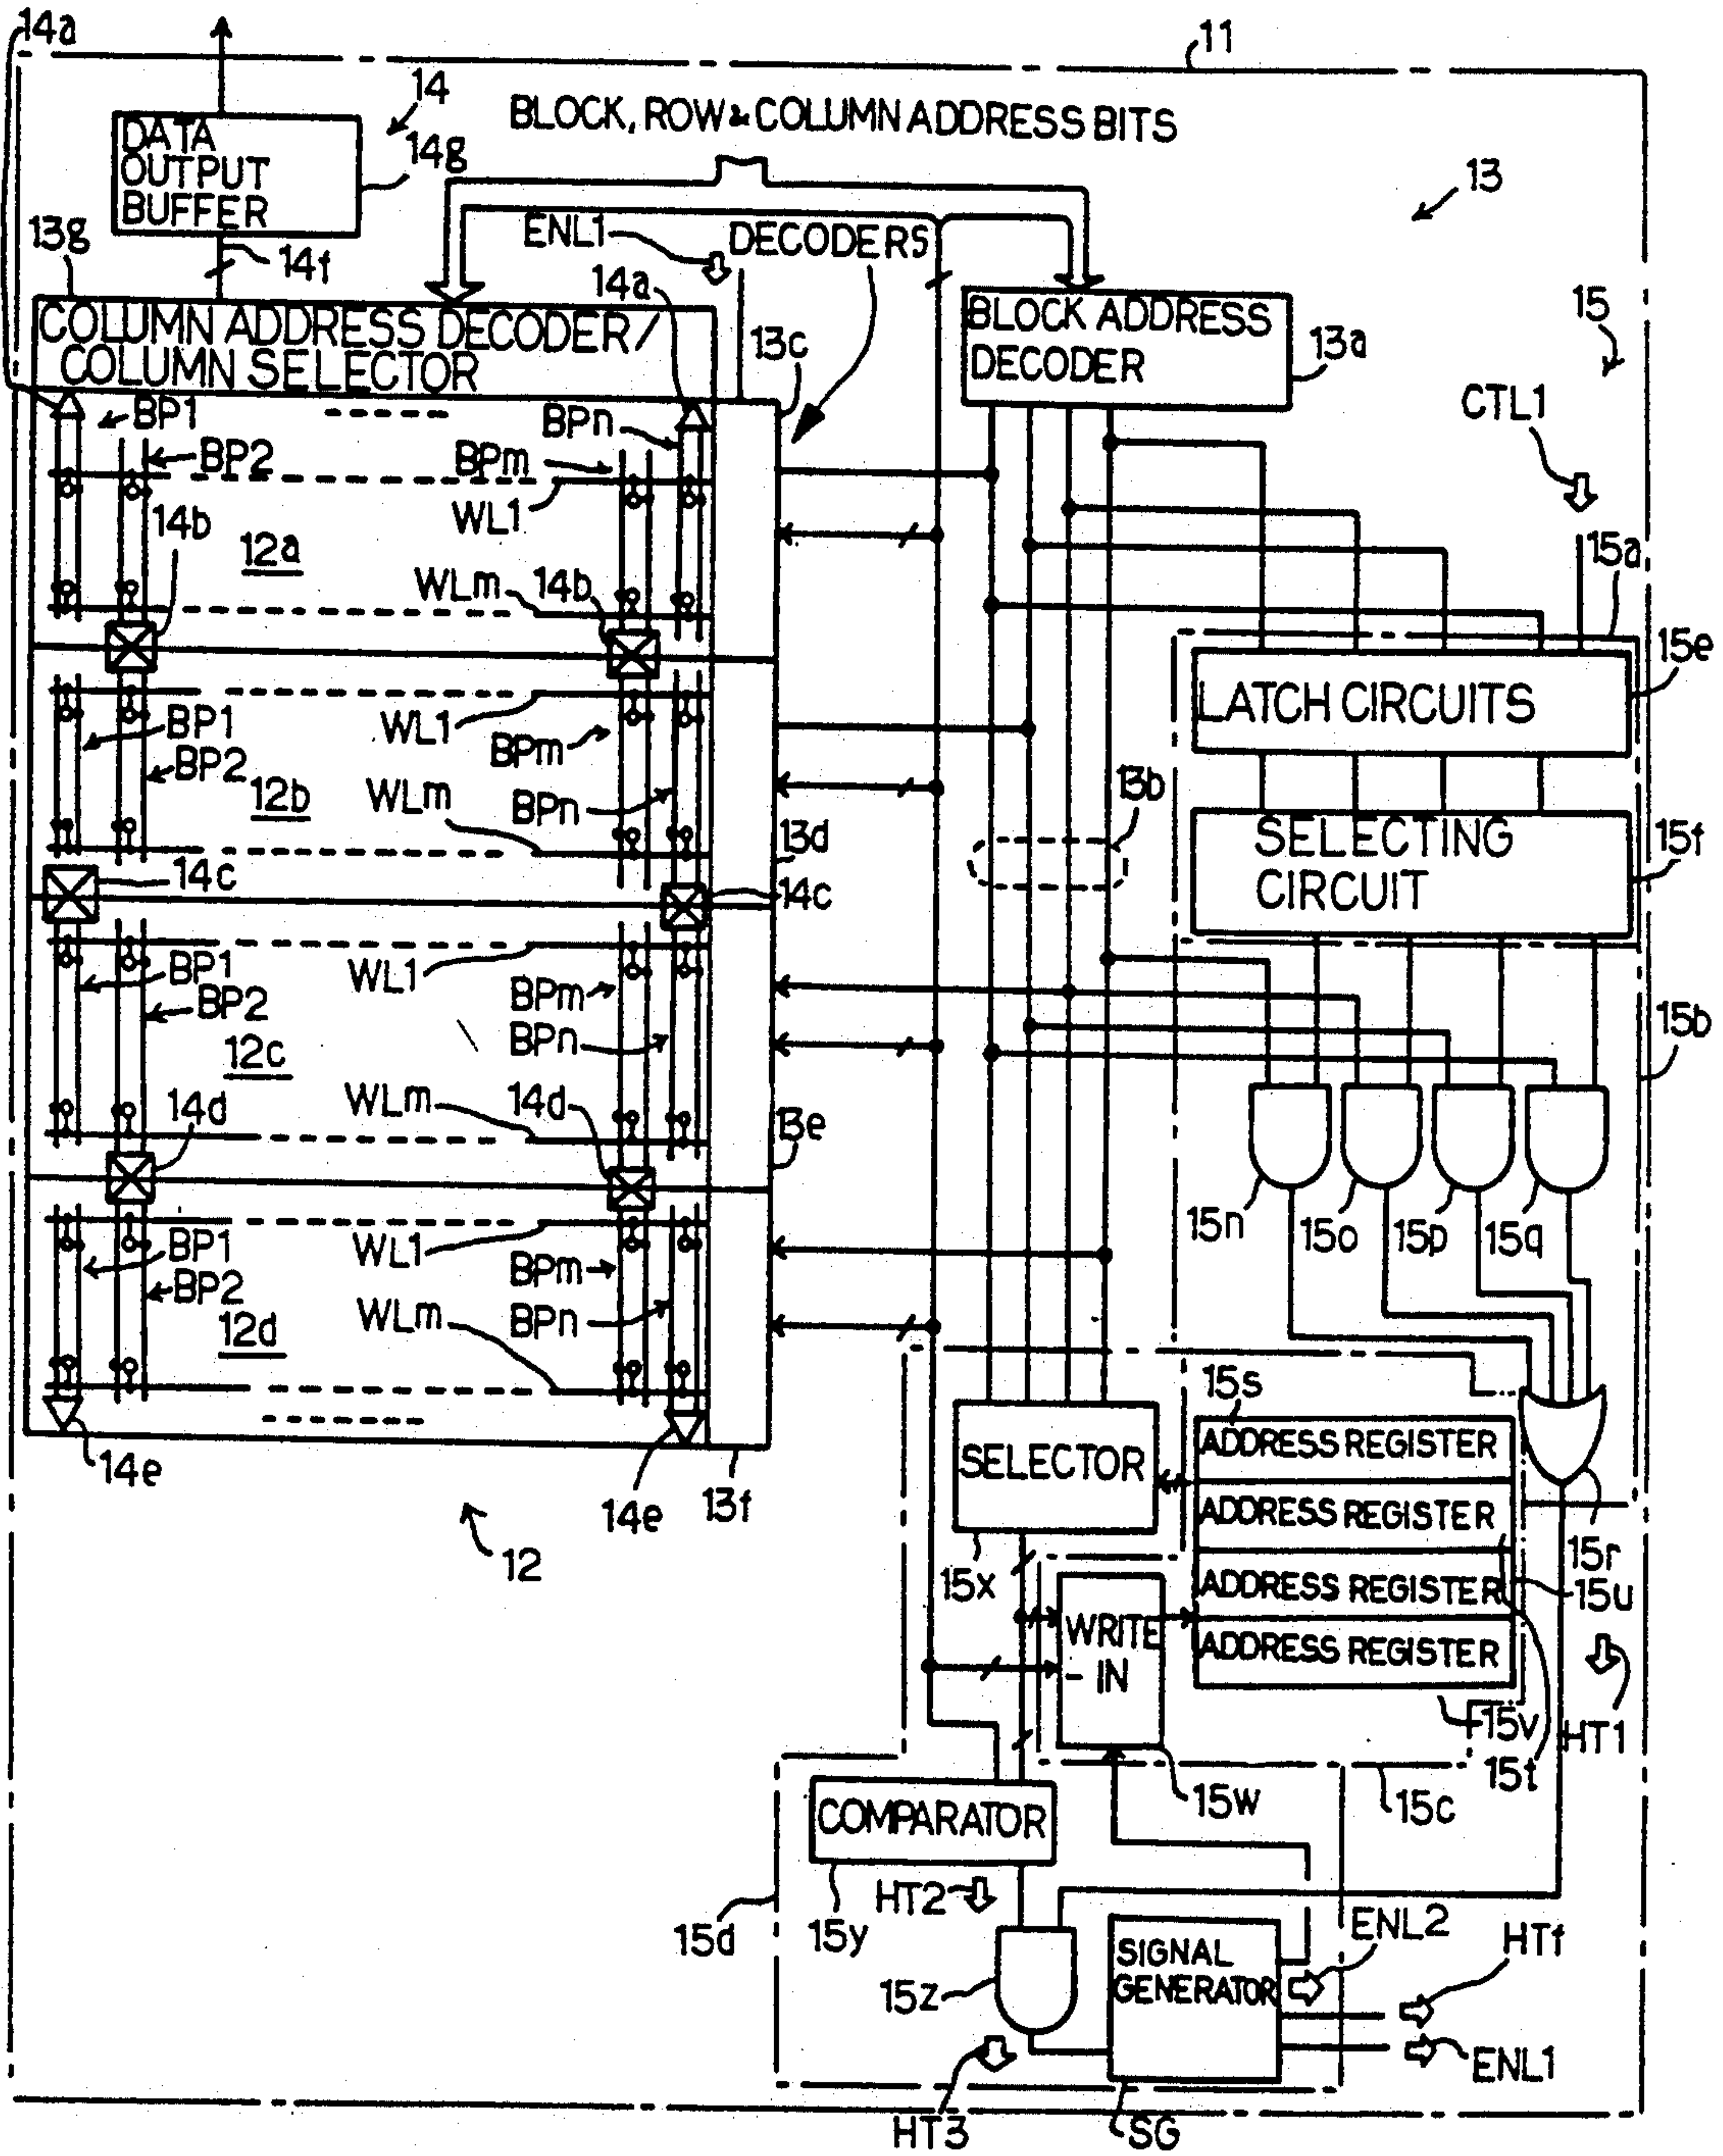 14a
11
14
BLOCK, ROW & COLUMN ADDRESS BITS
DATA
OUTPUT
BUFFER
14g
13
13g
14f
ENL1
DECODERS
14a
15
COLUMN ADDRESS DECODER/
COLUMN SELECTOR
13c
BLOCK ADDRESS
DECODER
13a
CTL1
BP1
BPn
BP2
BPm
WL1
14b
12a
15a
WLm
14b
15e
LATCH CIRCUITS
BP1
WL1
BPm
BP2
12b
WLm
BPn
13b
13d
SELECTING
CIRCUIT
15f
14c
14c
BP1
WL1
BPm
BP2
BPn
15b
12c
14d
WLm
14d
13e
15n
15o
15p
15q
BP1
WL1
BPm
BP2
WLm
BPn
12d
15s
ADDRESS REGISTER
SELECTOR
14e
14e
13f
ADDRESS REGISTER
12
15x
15r
ADDRESS REGISTER
15u
WRITE
- IN
ADDRESS REGISTER
15v
HT1
15t
15w
15c
COMPARATOR
HT2
15d
15y
ENL2
HTf
SIGNAL
GENERATOR
15z
ENL1
HT3
SG